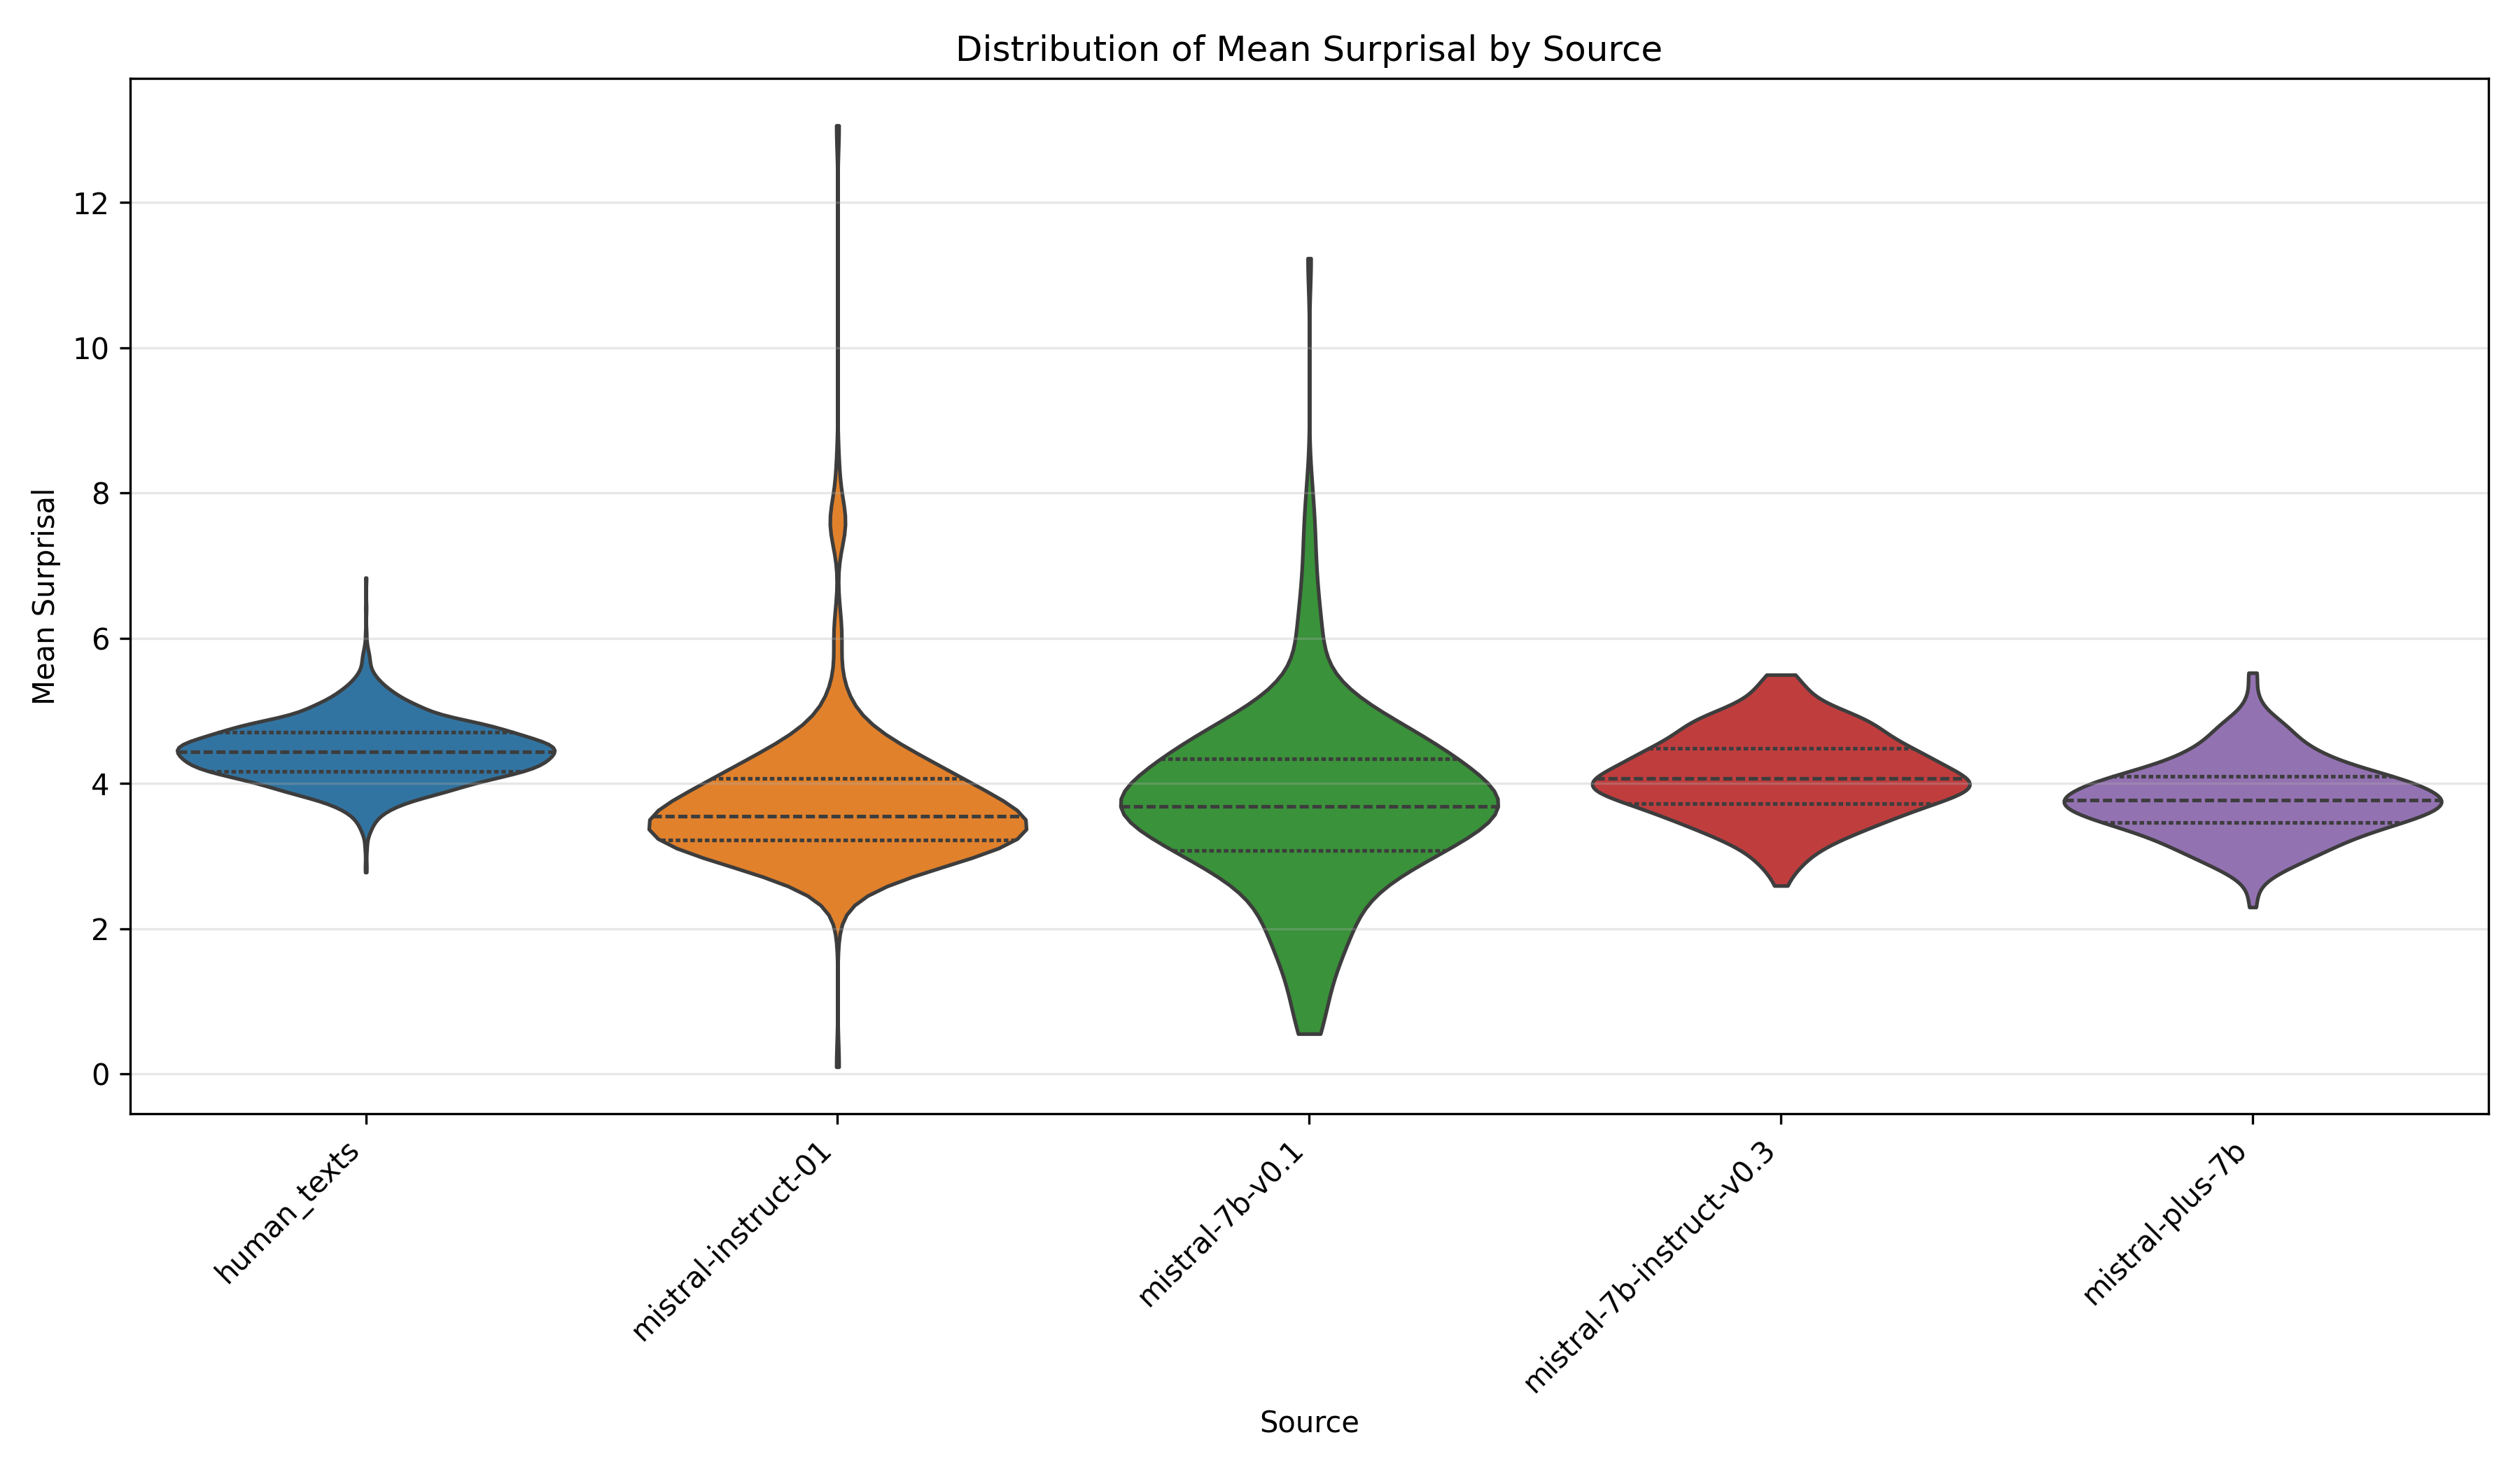 Distribution of Mean Surprisal by Source
Mean Surprisal
12
10
8
6
4
2
0
human_texts
mistral-instruct-01
mistral-7b-v0.1
mistral-7b-instruct-v0.3
mistral-plus-7b
Source